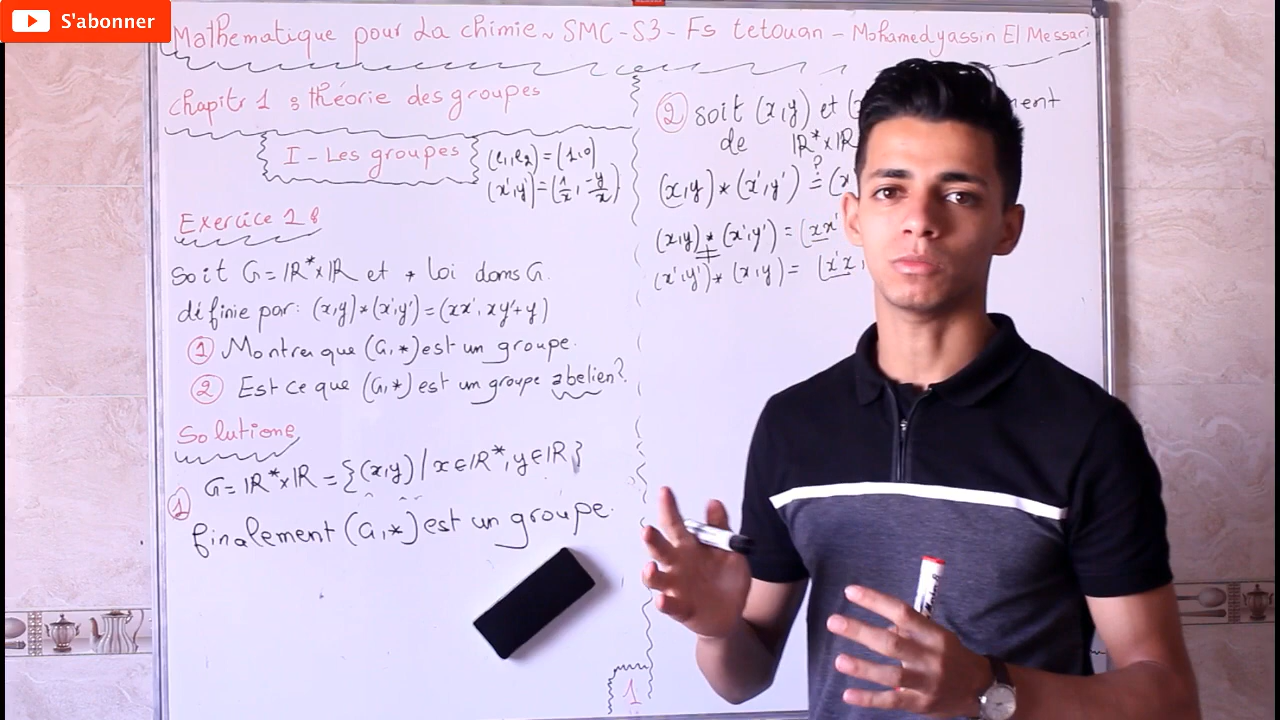 S'abonner
Mathematique pour la chimie ~ SMC - S3 - Fs tetouan - Mohamedyassin El Messari
chapitr 1 : théorie des groupes
I - Les groupes
(e₁,e₂) = (1,0)
(x',y') = (1/x, -y/x)
Exercice 1 :
Soit G = IR* x IR et * loi dans G.
définie par: (x,y) * (x',y') = (xx', xy'+y)
① Montrer que (G,*) est un groupe.
② Est ce que (G,*) est un groupe abelien?
Solution :
① G = IR* x IR = {(x,y) / x ∈ IR*, y ∈ IR}
finalement (G,*) est un groupe.
1
② soit (x,y) et (
de IR* x IR
(x,y) * (x',y') =? (x
(x,y) * (x',y') = (xx'
≠
(x',y') * (x,y) = (x'x,